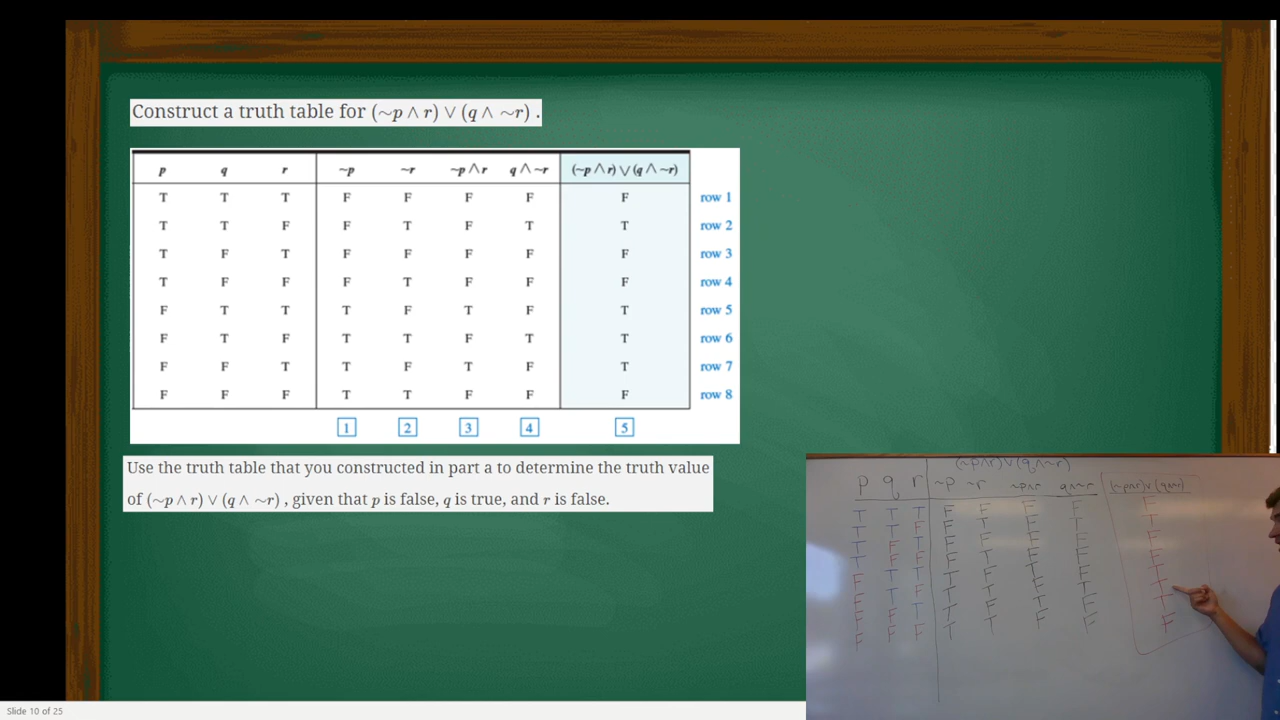 Construct a truth table for (~p ∧ r) ∨ (q ∧ ~r) .
p q r ~p ~r ~p∧r q∧~r (~p∧r)∨(q∧~r)
T T T F F F F F row 1
T T F F T F T T row 2
T F T F F F F F row 3
T F F F T F F F row 4
F T T T F T F T row 5
F T F T T F T T row 6
F F T T F T F T row 7
F F F T T F F F row 8
1 2 3 4 5
Use the truth table that you constructed in part a to determine the truth value
of (~p ∧ r) ∨ (q ∧ ~r) , given that p is false, q is true, and r is false.
(~p∧r)∨(q∧~r)
p q r ~p ~r ~p∧r q∧~r (~p∧r)∨(q∧~r)
T T T F F F F F
T T F F T F T T
T F T F F F F F
T F F F T F F F
F T T T F T F T
F T F T T F T T
F F T T F T F T
F F F T T F F F
Slide 10 of 25